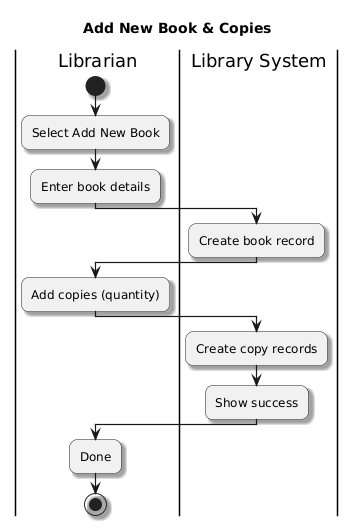 Add New Book & Copies
Librarian
Library System
Select Add New Book
Enter book details
Create book record
Add copies (quantity)
Create copy records
Show success
Done